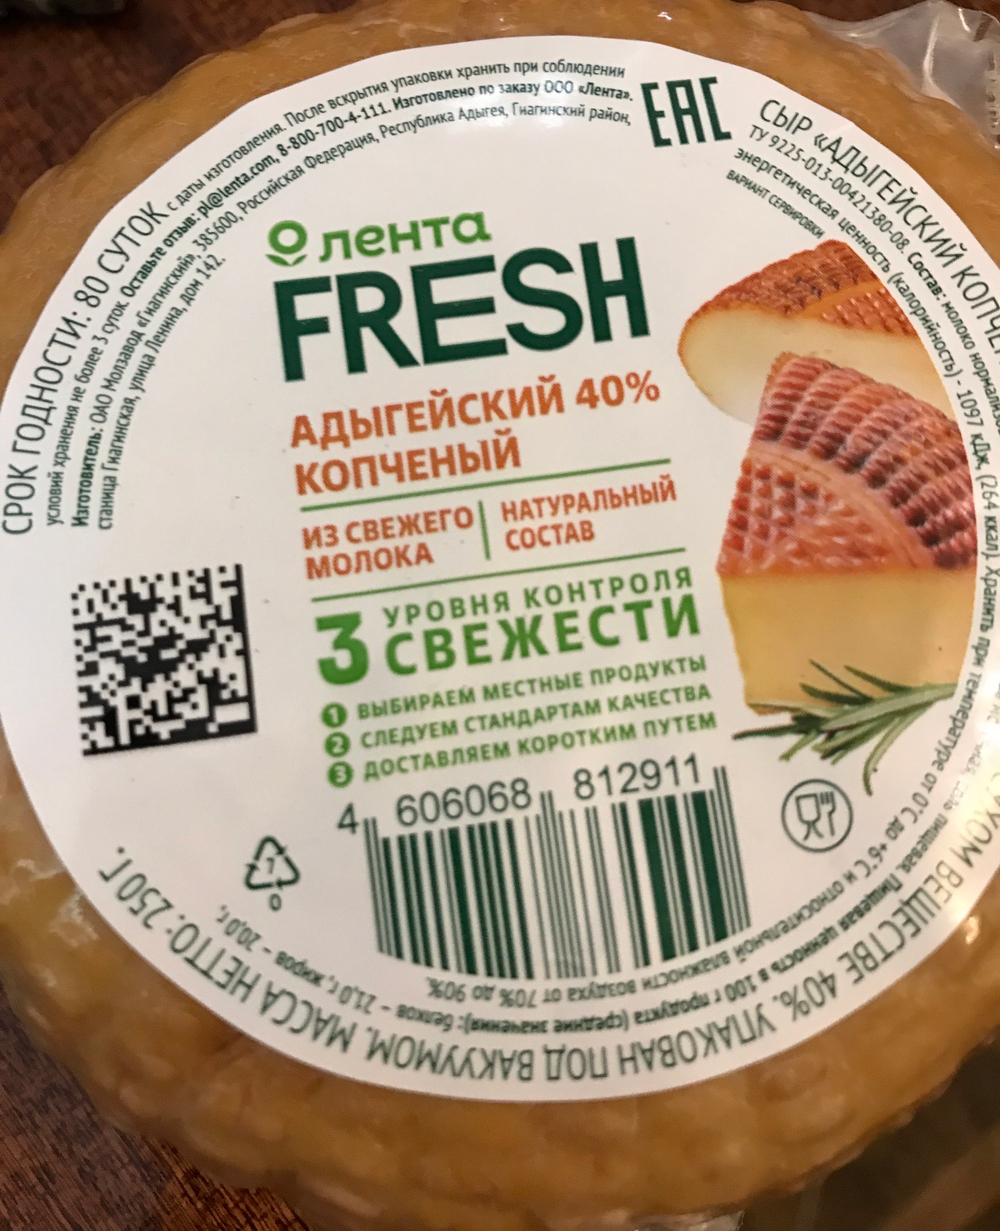 лента
FRESH
АДЫГЕЙСКИЙ 40%
КОПЧЕНЫЙ
ИЗ СВЕЖЕГО
МОЛОКА
НАТУРАЛЬНЫЙ
СОСТАВ
3 УРОВНЯ КОНТРОЛЯ
СВЕЖЕСТИ
1 ВЫБИРАЕМ МЕСТНЫЕ ПРОДУКТЫ
2 СЛЕДУЕМ СТАНДАРТАМ КАЧЕСТВА
3 ДОСТАВЛЯЕМ КОРОТКИМ ПУТЕМ
4 606068 812911
7
EAC
СЫР «АДЫГЕЙСКИЙ КОПЧЕ
ВЕЩЕСТВЕ 40%. УПАКОВАН ПОД ВАКУУМОМ. МАССА НЕТТО: 250 Г.
ТУ 9225-013-00421380-08. Состав: молоко нормализо
пищевая. Пищевая ценность в 100 г продукта (средние значения): белков - 21,0 г, жиров - 20,0 г,
энергетическая ценность (калорийность) - 1097 кДж, (264 ккал). Хранить при температуре от 0°С до +6°С и относительной влажности воздуха от 70% до 90%.
ВАРИАНТ СЕРВИРОВКИ
СРОК ГОДНОСТИ: 80 СУТОК с даты изготовления. После вскрытия упаковки хранить при соблюдении
условий хранения не более 3 суток. Оставьте отзыв: pl@lenta.com, 8-800-700-4-111. Изготовлено по заказу ООО «Лента».
Изготовитель: ОАО Молзавод «Гиагинский», 385600, Российская Федерация, Республика Адыгея, Гиагинский район,
станица Гиагинская, улица Ленина, дом 142.